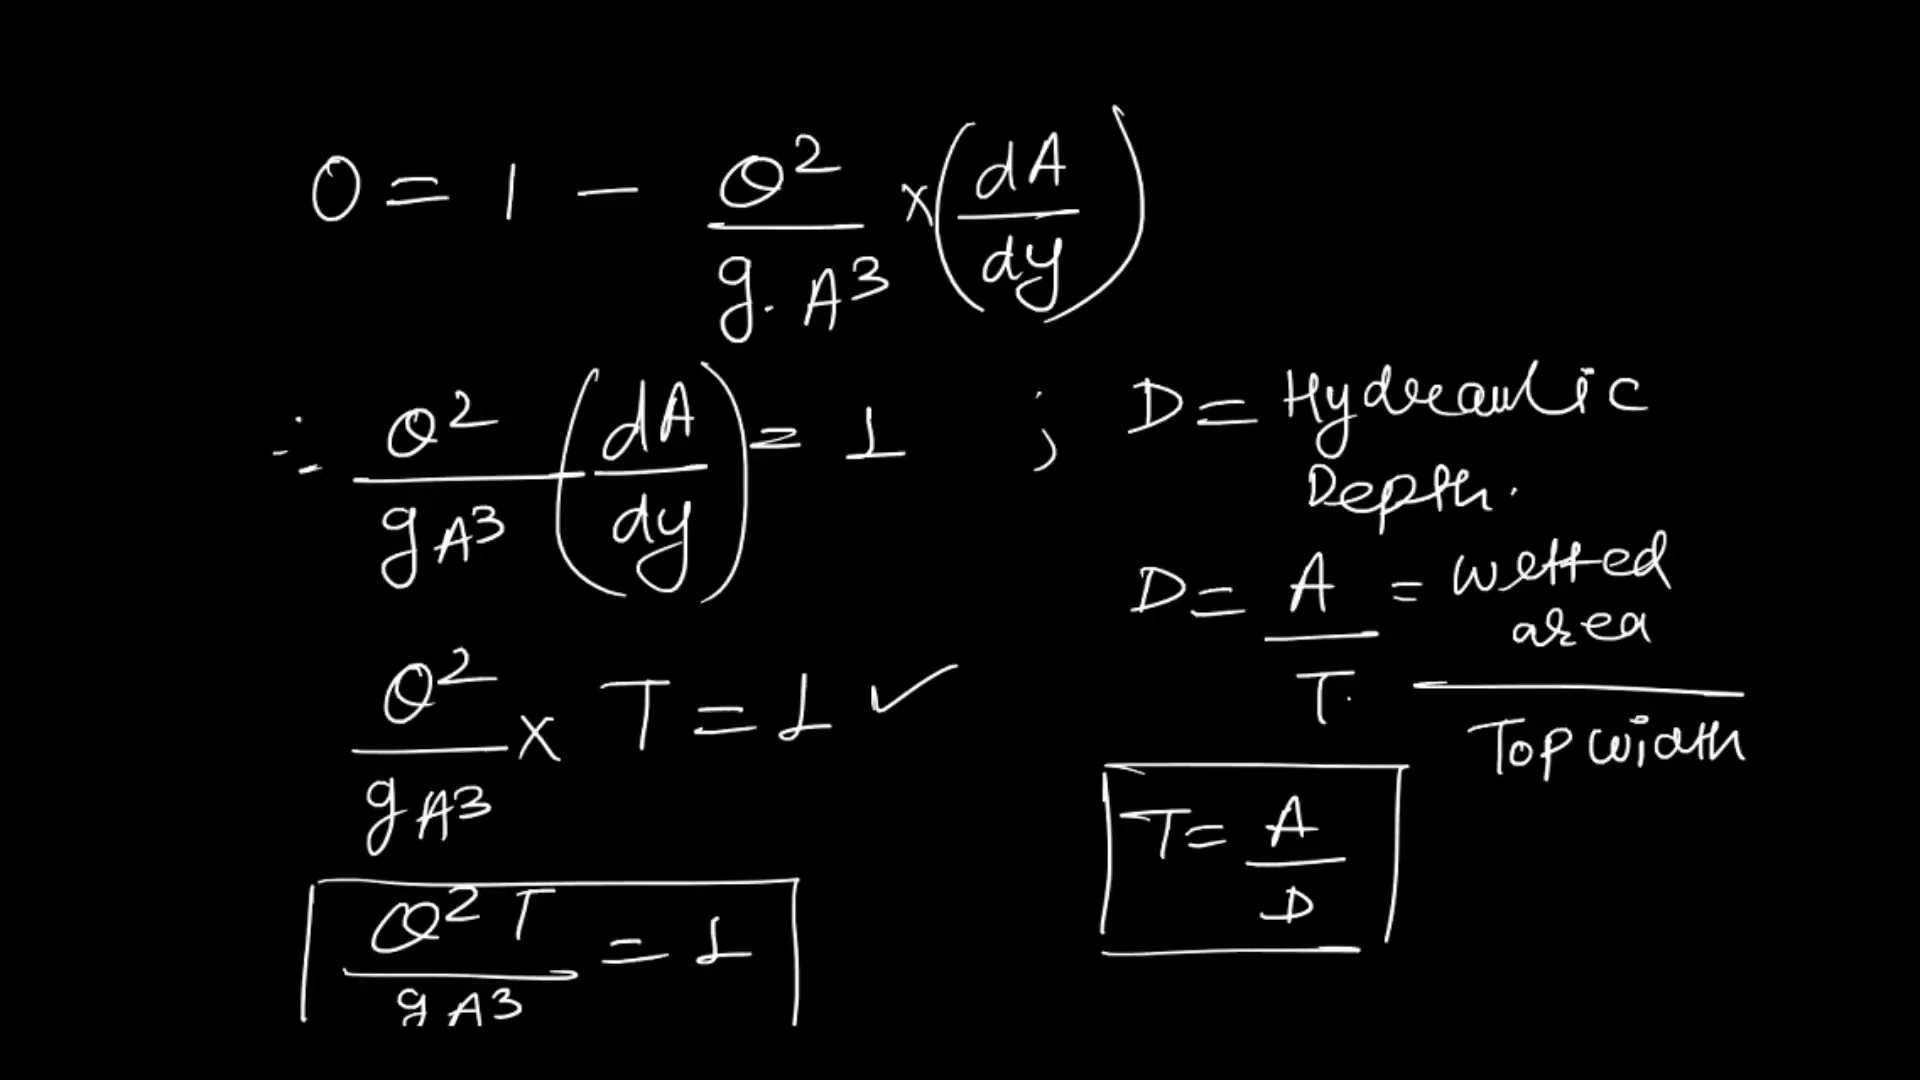 0 = 1 − Q² / g. A³ × (dA / dy)
∴ Q² / gA³ (dA / dy) = 1 ;
Q² / gA³ × T = 1 ✓
Q² T / gA³ = 1
D = Hydraulic
Depth.
D = A / T. = wetted area / Top width
T = A / D